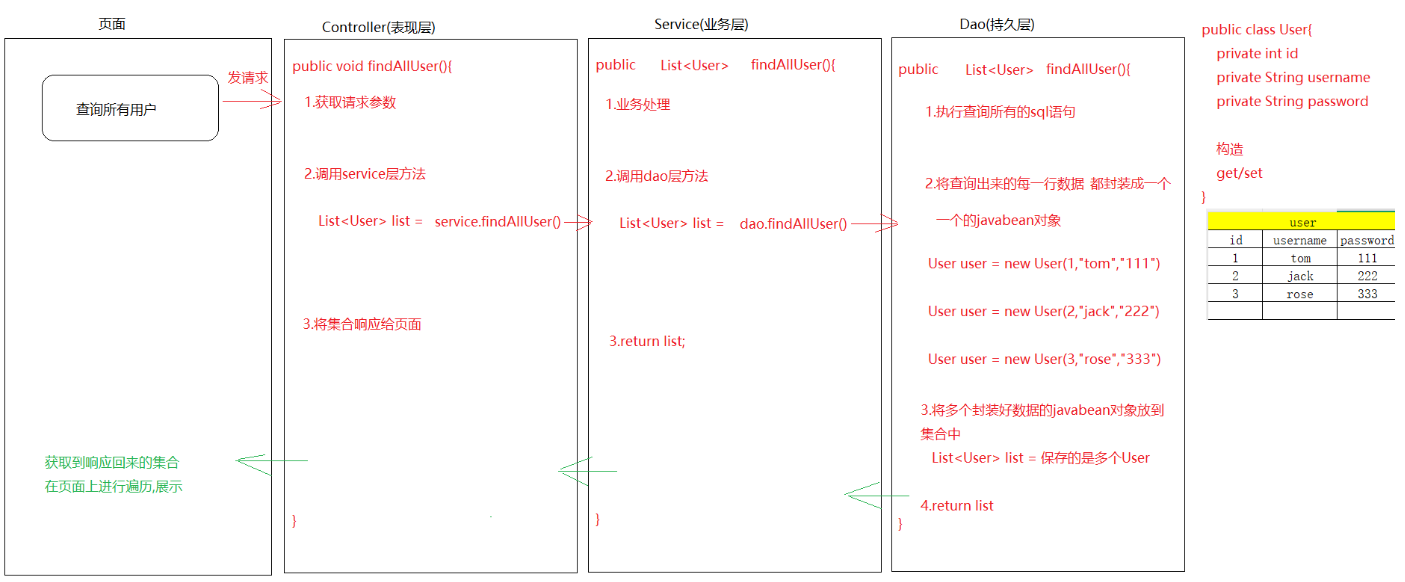 页面
查询所有用户
发请求
获取到响应回来的集合
在页面上进行遍历,展示
Controller(表现层)
public void findAllUser(){
1.获取请求参数
2.调用service层方法
List<User> list = service.findAllUser()
3.将集合响应给页面
}
Service(业务层)
public List<User> findAllUser(){
1.业务处理
2.调用dao层方法
List<User> list = dao.findAllUser()
3.return list;
}
Dao(持久层)
public List<User> findAllUser(){
1.执行查询所有的sql语句
2.将查询出来的每一行数据 都封装成一个
一个的javabean对象
User user = new User(1,"tom","111")
User user = new User(2,"jack","222")
User user = new User(3,"rose","333")
3.将多个封装好数据的javabean对象放到
集合中
List<User> list = 保存的是多个User
4.return list
}
public class User{
private int id
private String username
private String password
构造
get/set
}
user
id username password
1 tom 111
2 jack 222
3 rose 333